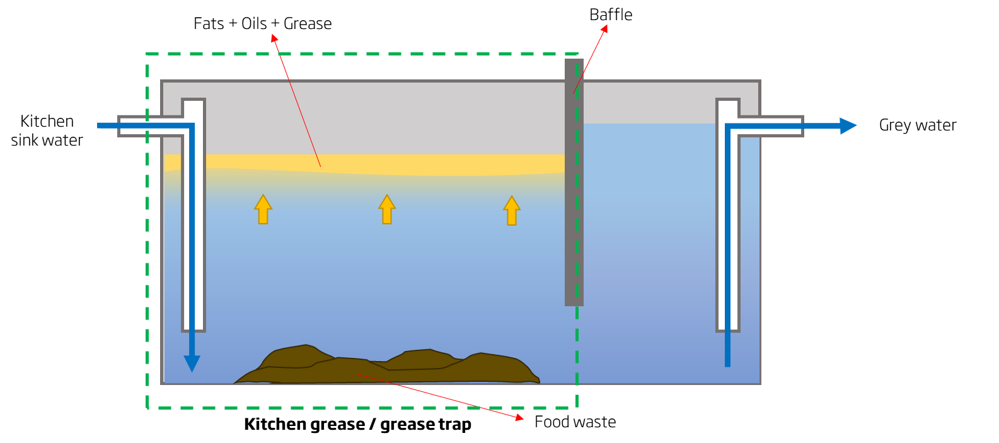 Baffle
Fats + Oils + Grease
Kitchen
sink water
Grey water
Food waste
Kitchen grease / grease trap